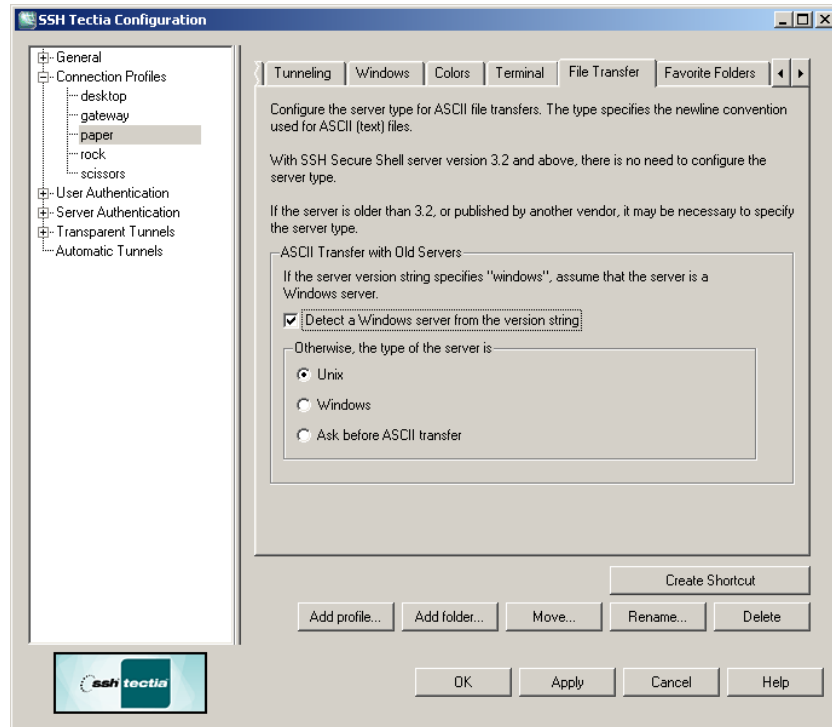 SSH Tectia Configuration
General
Connection Profiles
desktop
gateway
paper
rock
scissors
User Authentication
Server Authentication
Transparent Tunnels
Automatic Tunnels
Tunneling Windows Colors Terminal File Transfer Favorite Folders
Configure the server type for ASCII file transfers. The type specifies the newline convention
used for ASCII (text) files.
With SSH Secure Shell server version 3.2 and above, there is no need to configure the
server type.
If the server is older than 3.2, or published by another vendor, it may be necessary to specify
the server type.
ASCII Transfer with Old Servers
If the server version string specifies "windows", assume that the server is a
Windows server.
Detect a Windows server from the version string
Otherwise, the type of the server is
Unix
Windows
Ask before ASCII transfer
Create Shortcut
Add profile... Add folder... Move... Rename... Delete
ssh tectia
OK Apply Cancel Help